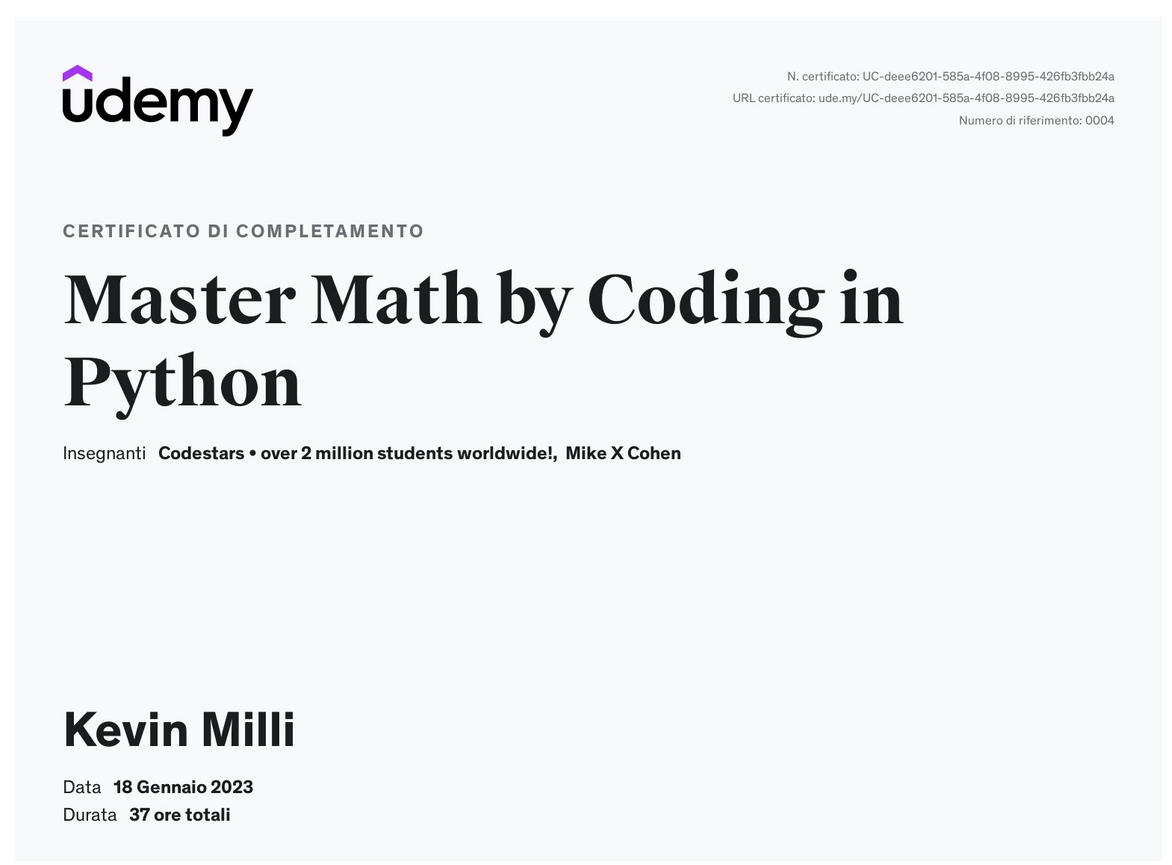 udemy
N. certificato: UC-deee6201-585a-4f08-8995-426fb3fbb24a
URL certificato: ude.my/UC-deee6201-585a-4f08-8995-426fb3fbb24a
Numero di riferimento: 0004
CERTIFICATO DI COMPLETAMENTO
Master Math by Coding in
Python
Insegnanti Codestars • over 2 million students worldwide!, Mike X Cohen
Kevin Milli
Data 18 Gennaio 2023
Durata 37 ore totali